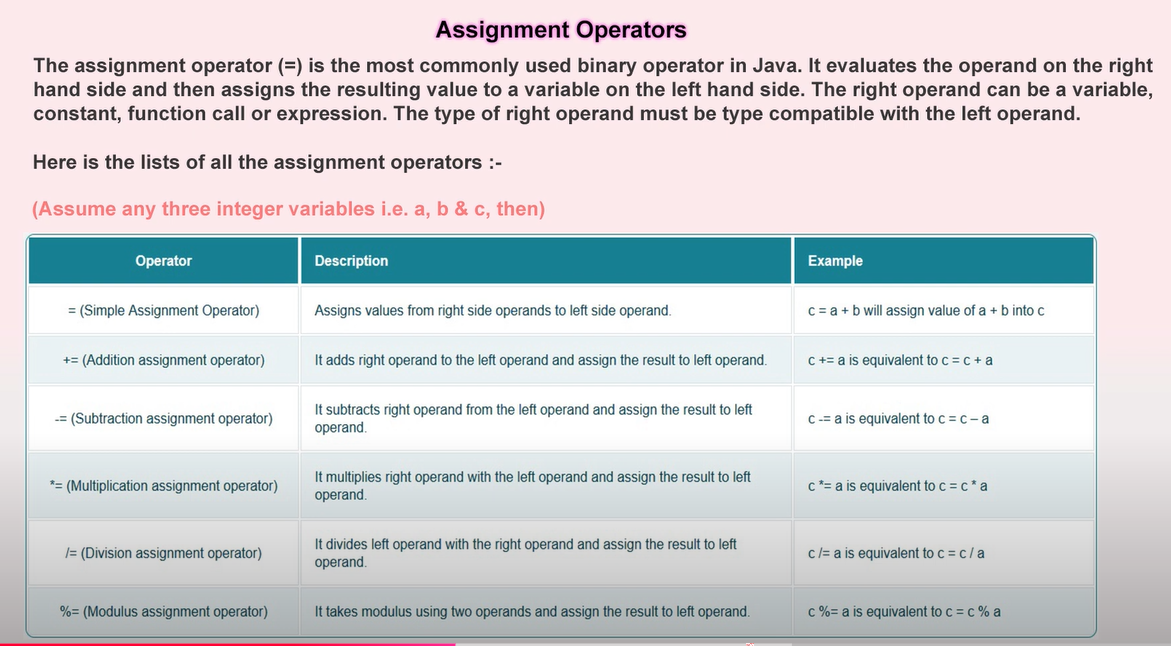 Assignment Operators
The assignment operator (=) is the most commonly used binary operator in Java. It evaluates the operand on the right
hand side and then assigns the resulting value to a variable on the left hand side. The right operand can be a variable,
constant, function call or expression. The type of right operand must be type compatible with the left operand.
Here is the lists of all the assignment operators :-
(Assume any three integer variables i.e. a, b & c, then)
Operator Description Example
= (Simple Assignment Operator) Assigns values from right side operands to left side operand. c = a + b will assign value of a + b into c
+= (Addition assignment operator) It adds right operand to the left operand and assign the result to left operand. c += a is equivalent to c = c + a
-= (Subtraction assignment operator) It subtracts right operand from the left operand and assign the result to left
operand. c -= a is equivalent to c = c – a
*= (Multiplication assignment operator) It multiplies right operand with the left operand and assign the result to left
operand. c *= a is equivalent to c = c * a
/= (Division assignment operator) It divides left operand with the right operand and assign the result to left
operand. c /= a is equivalent to c = c / a
%= (Modulus assignment operator) It takes modulus using two operands and assign the result to left operand. c %= a is equivalent to c = c % a